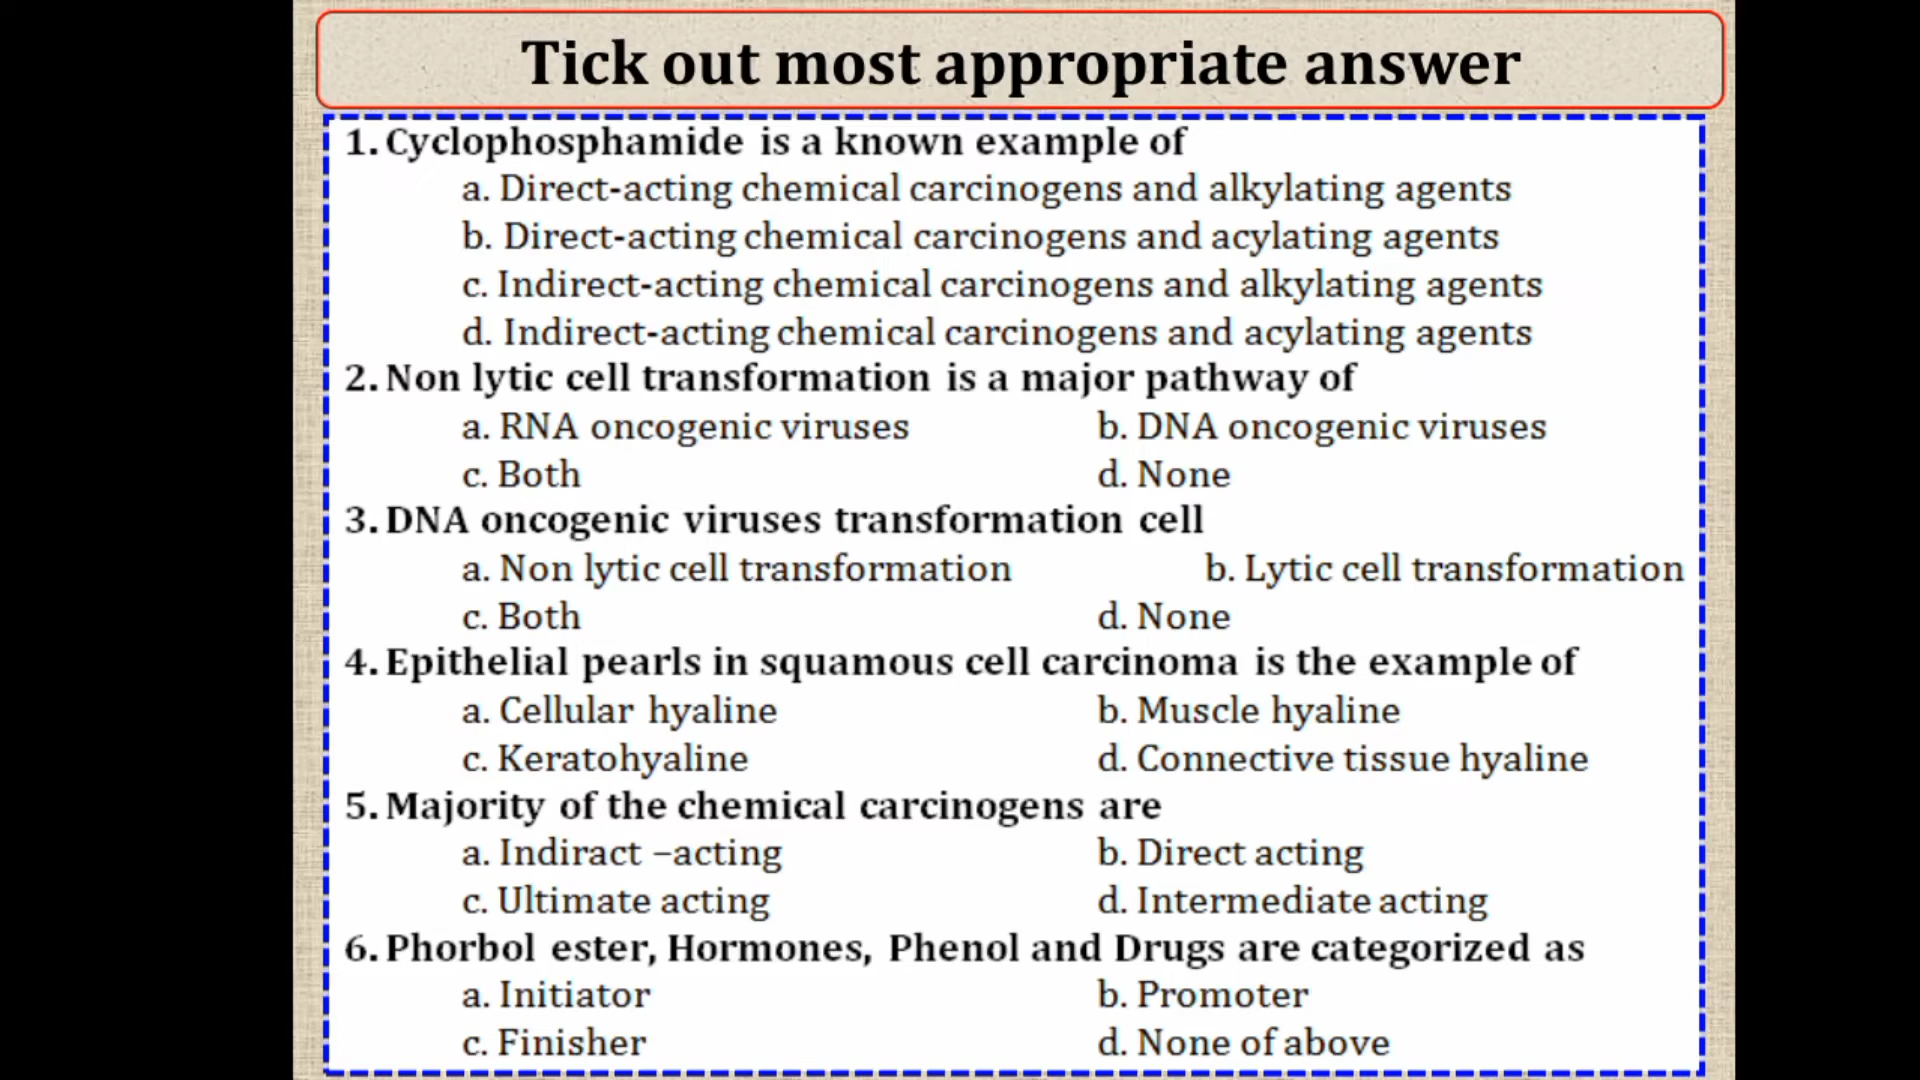 Tick out most appropriate answer
1. Cyclophosphamide is a known example of
a. Direct-acting chemical carcinogens and alkylating agents
b. Direct-acting chemical carcinogens and acylating agents
c. Indirect-acting chemical carcinogens and alkylating agents
d. Indirect-acting chemical carcinogens and acylating agents
2. Non lytic cell transformation is a major pathway of
a. RNA oncogenic viruses b. DNA oncogenic viruses
c. Both d. None
3. DNA oncogenic viruses transformation cell
a. Non lytic cell transformation b. Lytic cell transformation
c. Both d. None
4. Epithelial pearls in squamous cell carcinoma is the example of
a. Cellular hyaline b. Muscle hyaline
c. Keratohyaline d. Connective tissue hyaline
5. Majority of the chemical carcinogens are
a. Indiract –acting b. Direct acting
c. Ultimate acting d. Intermediate acting
6. Phorbol ester, Hormones, Phenol and Drugs are categorized as
a. Initiator b. Promoter
c. Finisher d. None of above